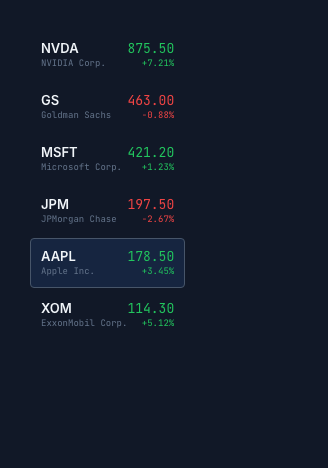 NVDA 875.50
NVIDIA Corp. +7.21%
GS 463.00
Goldman Sachs -0.88%
MSFT 421.20
Microsoft Corp. +1.23%
JPM 197.50
JPMorgan Chase -2.67%
AAPL 178.50
Apple Inc. +3.45%
XOM 114.30
ExxonMobil Corp. +5.12%